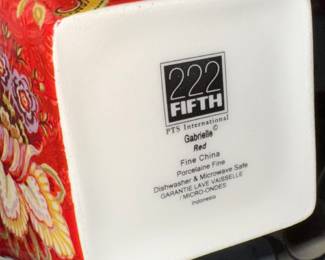 222
FIFTH
PTS International
Gabrielle©
Red
Fine China
Porcelaine Fine
Dishwasher & Microwave Safe
GARANTIE LAVE VAISSELLE
/ MICRO-ONDES
Indonesia